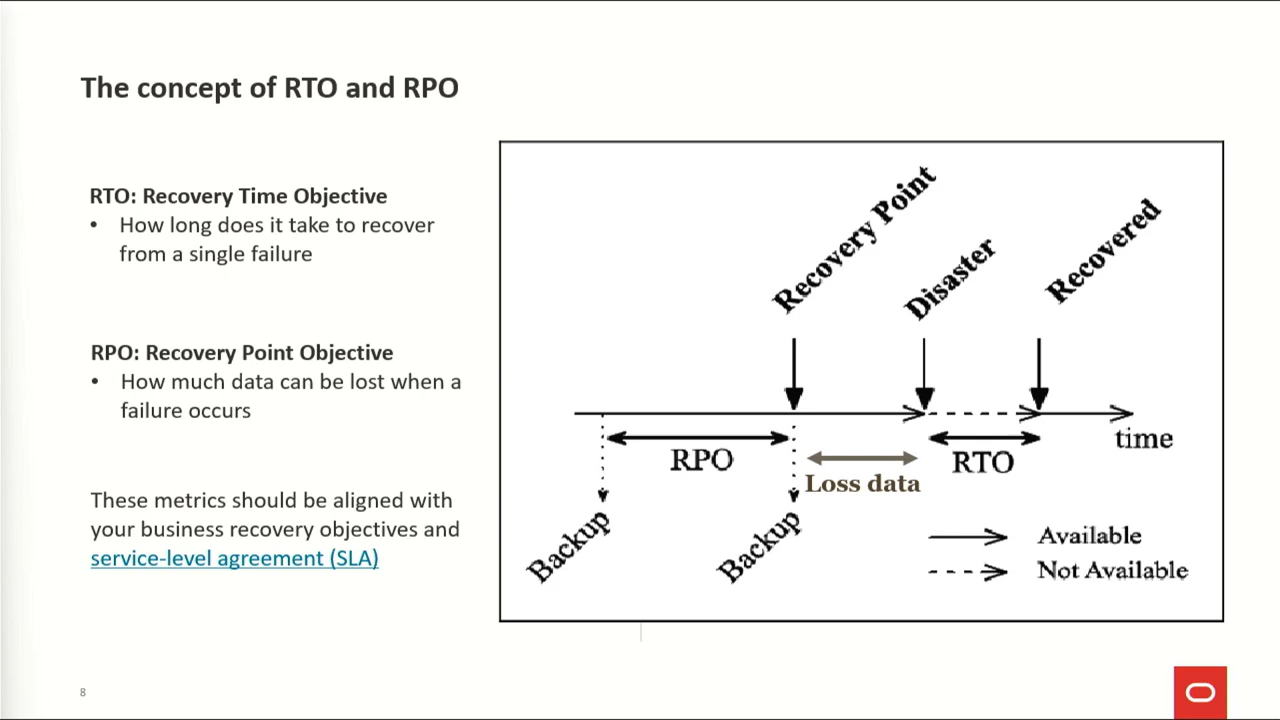 The concept of RTO and RPO
RTO: Recovery Time Objective
• How long does it take to recover
from a single failure
RPO: Recovery Point Objective
• How much data can be lost when a
failure occurs
These metrics should be aligned with
your business recovery objectives and
service-level agreement (SLA)
Recovery Point
Disaster
Recovered
time
RPO
RTO
Loss data
Backup
Backup
Available
Not Available
8